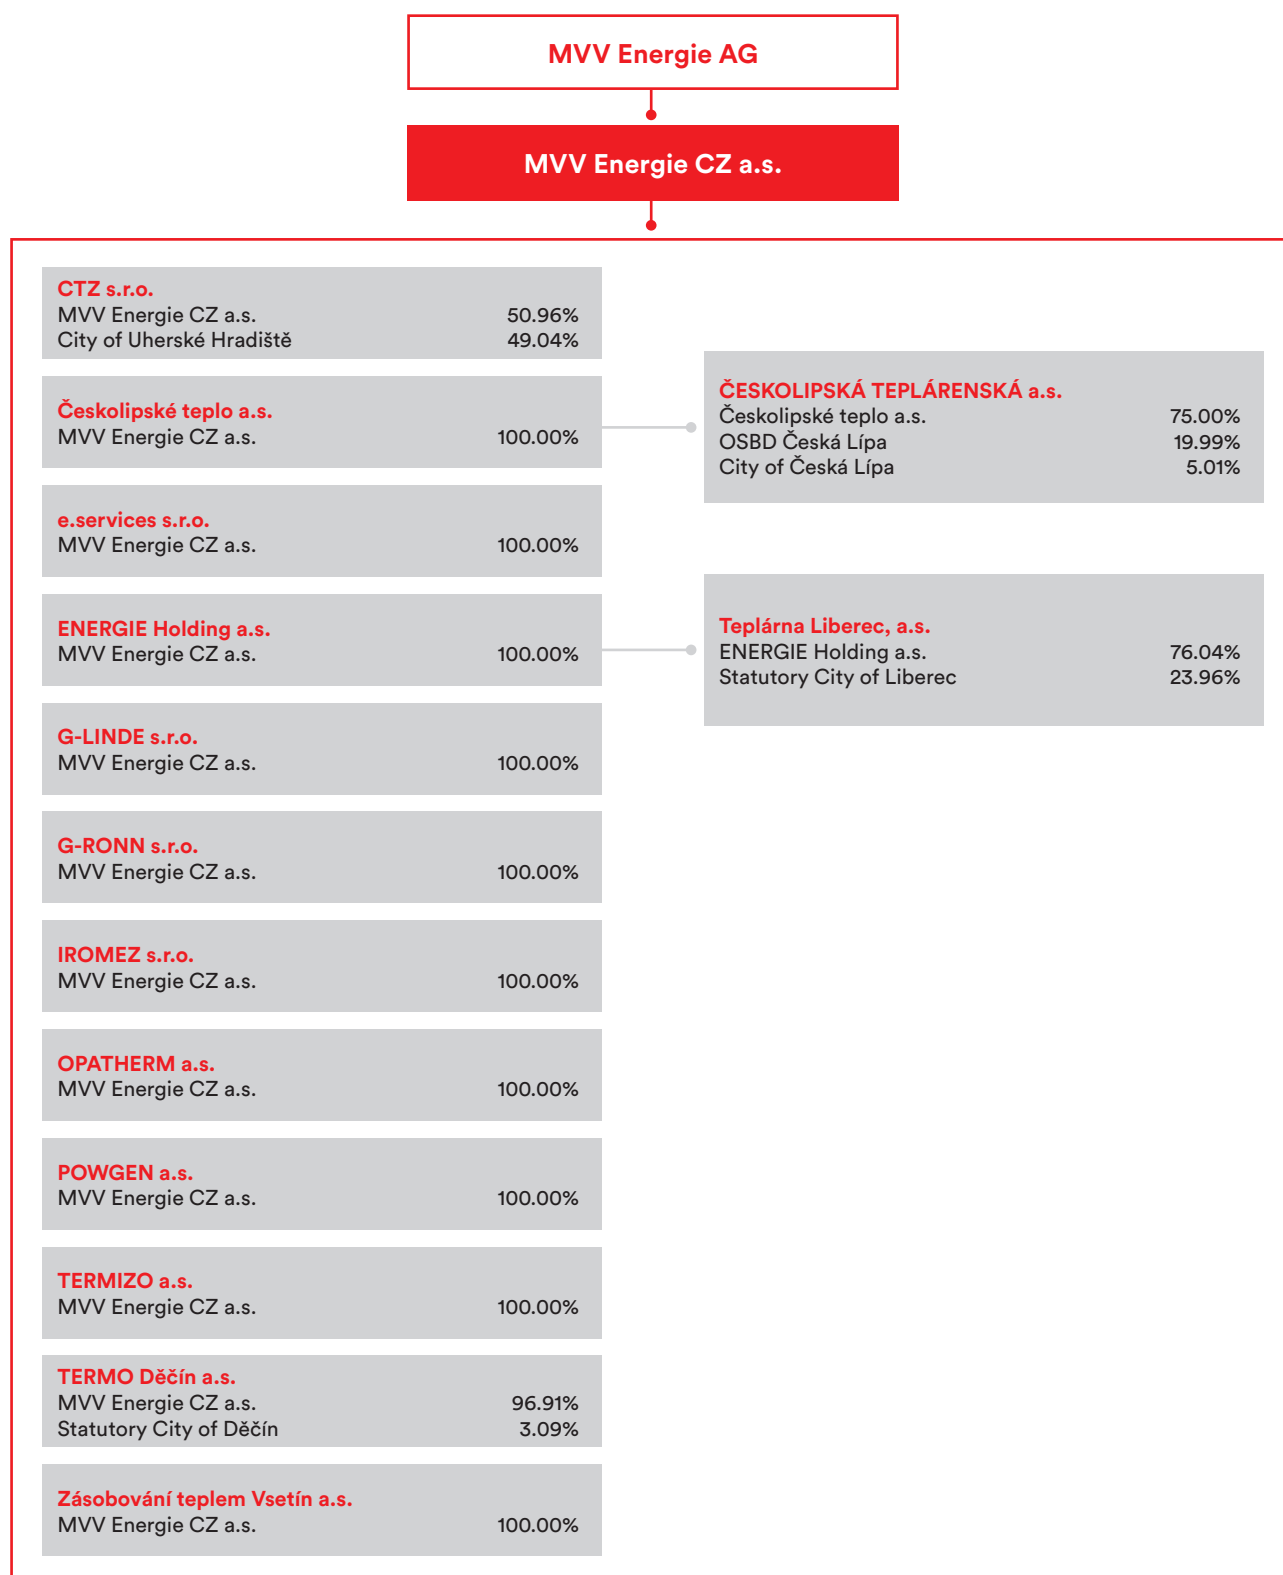 MVV Energie AG
MVV Energie CZ a.s.
CTZ s.r.o.
MVV Energie CZ a.s. 50.96%
City of Uherské Hradiště 49.04%
Českolipské teplo a.s.
MVV Energie CZ a.s. 100.00%
ČESKOLIPSKÁ TEPLÁRENSKÁ a.s.
Českolipské teplo a.s. 75.00%
OSBD Česká Lípa 19.99%
City of Česká Lípa 5.01%
e.services s.r.o.
MVV Energie CZ a.s. 100.00%
ENERGIE Holding a.s.
MVV Energie CZ a.s. 100.00%
Teplárna Liberec, a.s.
ENERGIE Holding a.s. 76.04%
Statutory City of Liberec 23.96%
G-LINDE s.r.o.
MVV Energie CZ a.s. 100.00%
G-RONN s.r.o.
MVV Energie CZ a.s. 100.00%
IROMEZ s.r.o.
MVV Energie CZ a.s. 100.00%
OPATHERM a.s.
MVV Energie CZ a.s. 100.00%
POWGEN a.s.
MVV Energie CZ a.s. 100.00%
TERMIZO a.s.
MVV Energie CZ a.s. 100.00%
TERMO Děčín a.s.
MVV Energie CZ a.s. 96.91%
Statutory City of Děčín 3.09%
Zásobování teplem Vsetín a.s.
MVV Energie CZ a.s. 100.00%